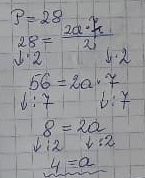 P = 28
28 = 2a·7/2
↓:2 ↓:2
56 = 2a·7
↓:7 ↓:7
8 = 2a
↓:2 ↓:2
4 = a